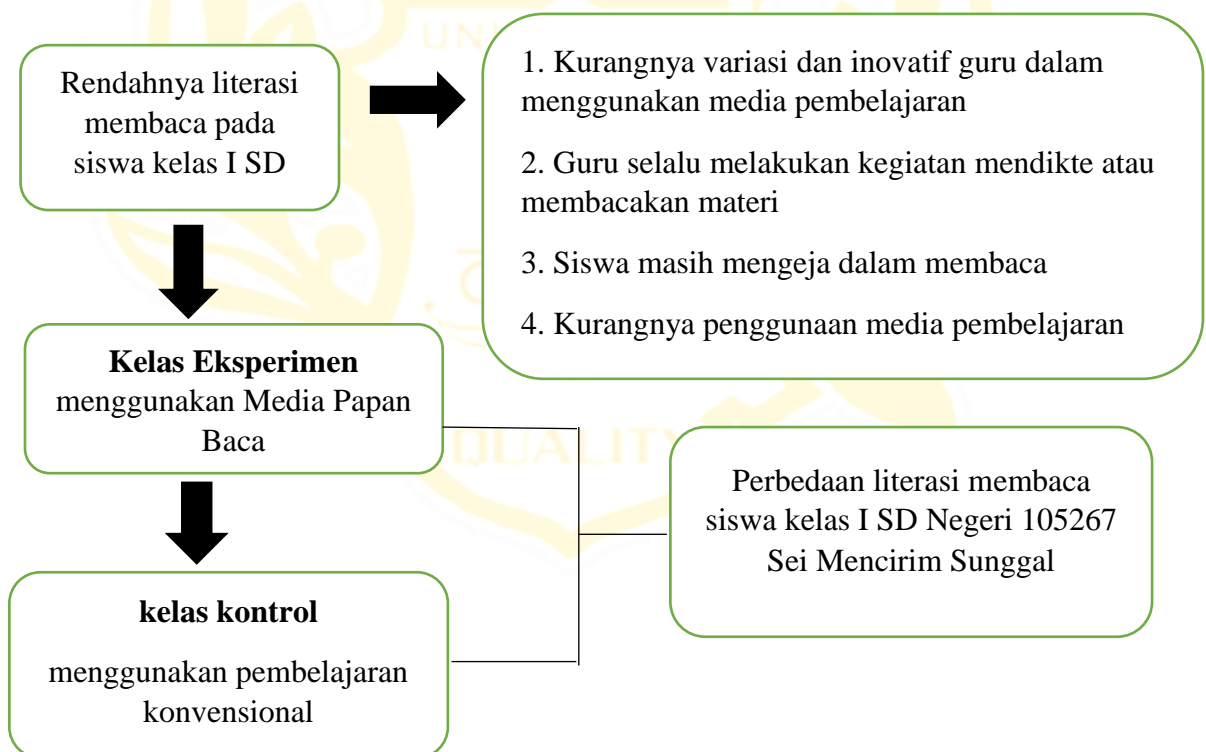 UNI
Rendahnya literasi
membaca pada
siswa kelas I SD
1. Kurangnya variasi dan inovatif guru dalam
menggunakan media pembelajaran
2. Guru selalu melakukan kegiatan mendikte atau
membacakan materi
3. Siswa masih mengeja dalam membaca
4. Kurangnya penggunaan media pembelajaran
Kelas Eksperimen
menggunakan Media Papan
Baca
QUALITY
Perbedaan literasi membaca
siswa kelas I SD Negeri 105267
Sei Mencirim Sunggal
kelas kontrol
menggunakan pembelajaran
konvensional